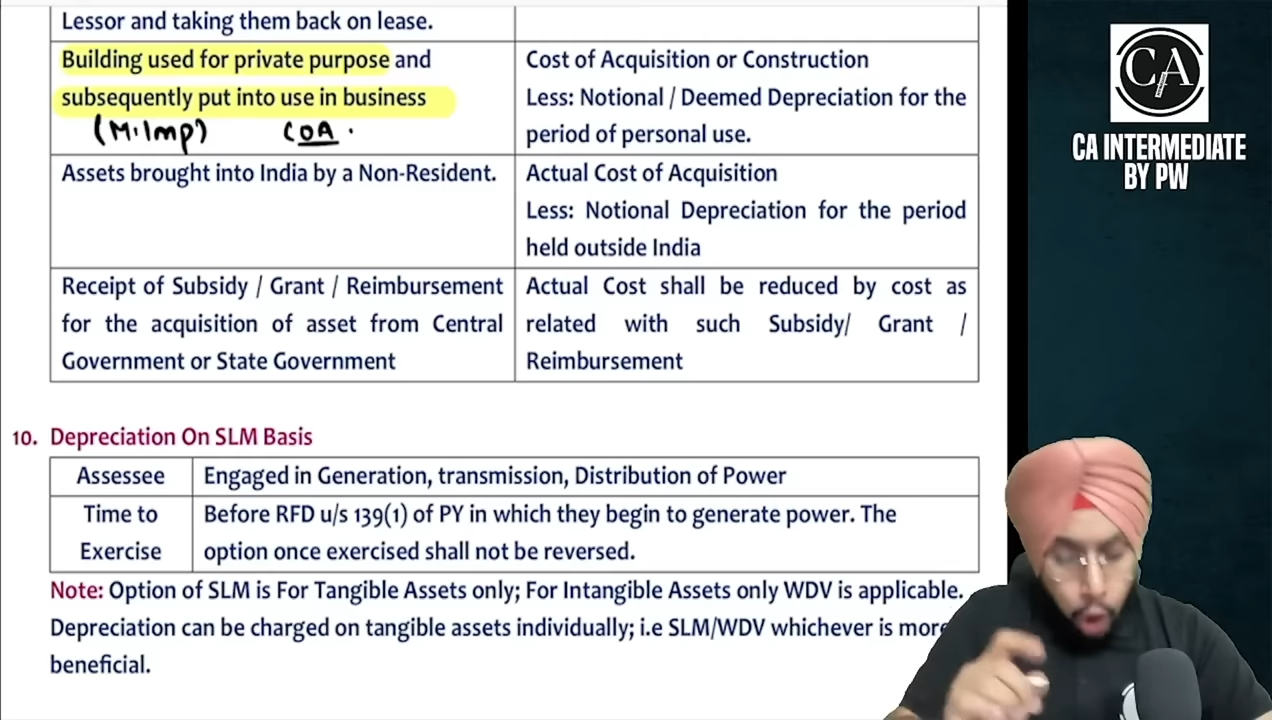 Lessor and taking them back on lease.
Building used for private purpose and
subsequently put into use in business
(M.Imp) COA.
Cost of Acquisition or Construction
Less: Notional / Deemed Depreciation for the
period of personal use.
Assets brought into India by a Non-Resident.
Actual Cost of Acquisition
Less: Notional Depreciation for the period
held outside India
Receipt of Subsidy / Grant / Reimbursement
for the acquisition of asset from Central
Government or State Government
Actual Cost shall be reduced by cost as
related with such Subsidy/ Grant /
Reimbursement
10. Depreciation On SLM Basis
Assessee
Engaged in Generation, transmission, Distribution of Power
Time to
Exercise
Before RFD u/s 139(1) of PY in which they begin to generate power. The
option once exercised shall not be reversed.
Note: Option of SLM is For Tangible Assets only; For Intangible Assets only WDV is applicable.
Depreciation can be charged on tangible assets individually; i.e SLM/WDV whichever is more
beneficial.
CA
CA INTERMEDIATE
BY PW